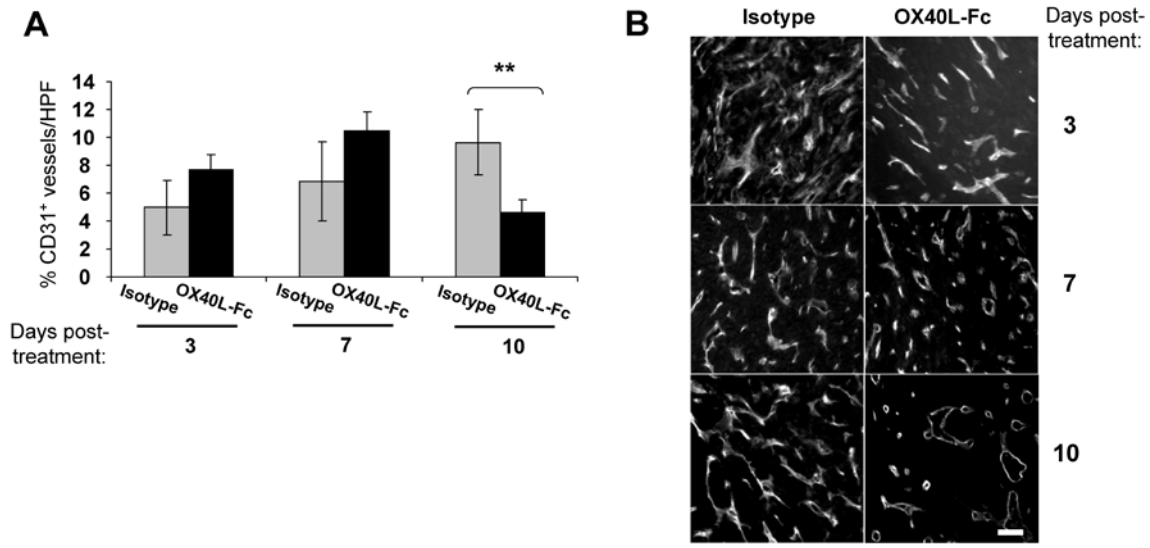 A
% CD31+ vessels/HPF
14
12
10
8
6
4
2
0
**
Isotype OX40L-Fc Isotype OX40L-Fc Isotype OX40L-Fc
Days post-
treatment:
3 7 10
B
Isotype OX40L-Fc
Days post-
treatment:
3
7
10